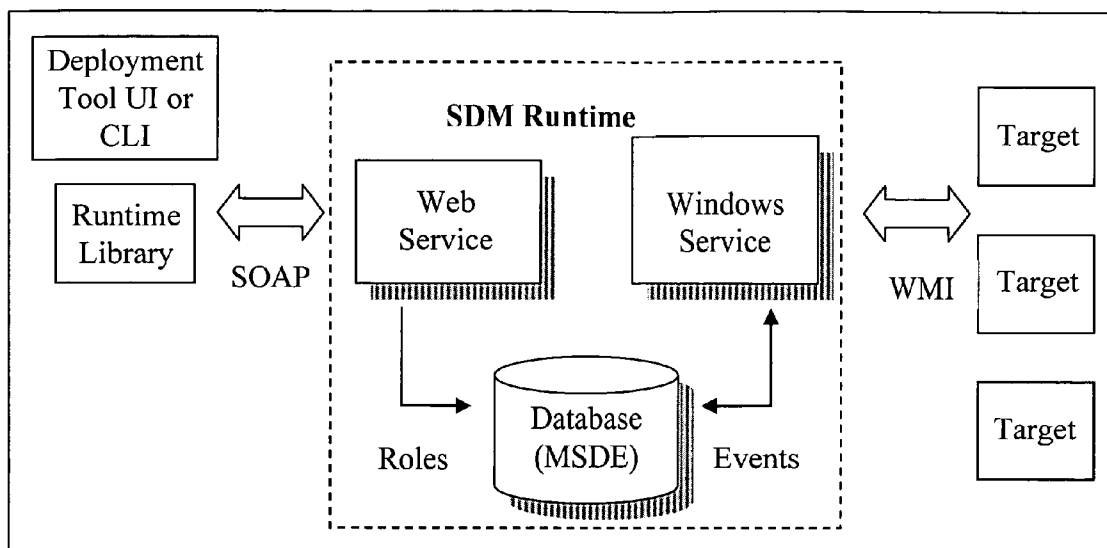 Deployment
Tool UI or
CLI
Runtime
Library
SOAP
SDM Runtime
Web
Service
Windows
Service
Roles
Database
(MSDE)
Events
WMI
Target
Target
Target